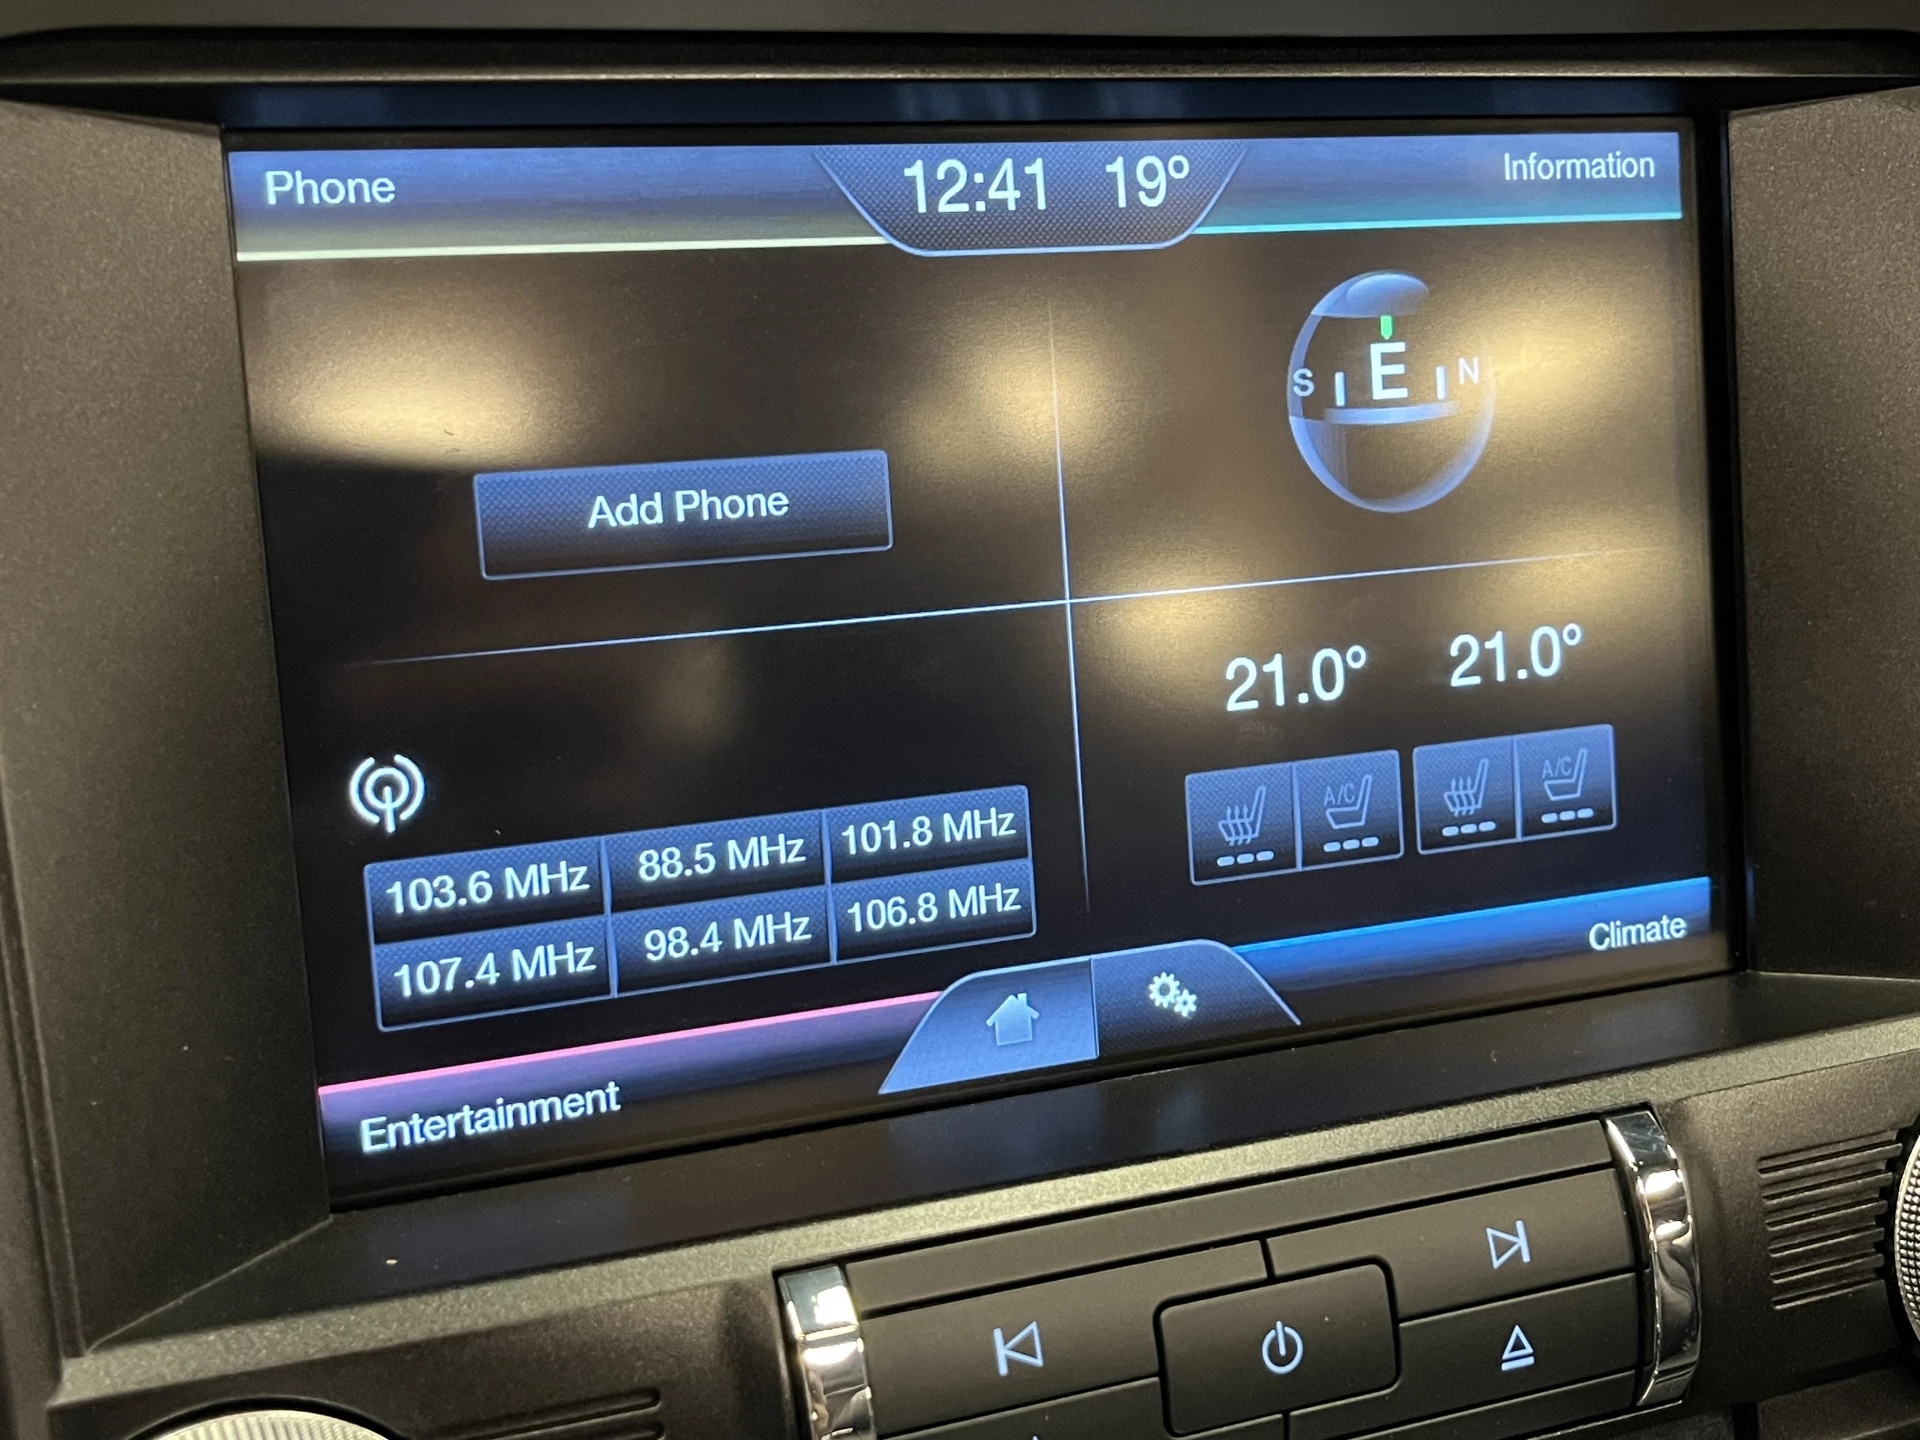 Phone
12:41 19°
Information
S E N
Add Phone
21.0° 21.0°
A/C A/C
103.6 MHz 88.5 MHz 101.8 MHz
107.4 MHz 98.4 MHz 106.8 MHz
Climate
Entertainment